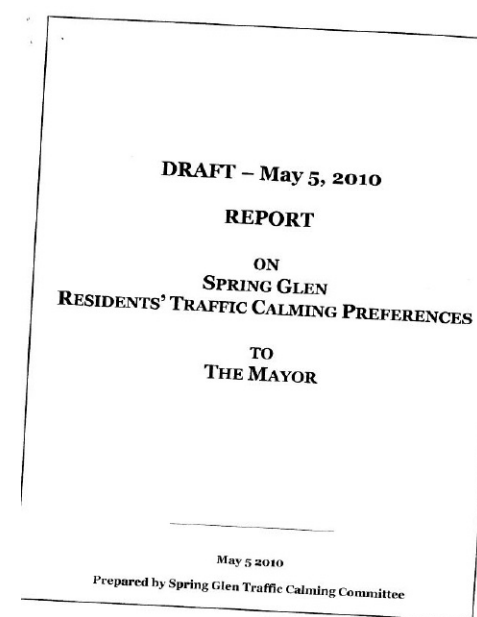 DRAFT – May 5, 2010
REPORT
ON
SPRING GLEN
RESIDENTS' TRAFFIC CALMING PREFERENCES
TO
THE MAYOR
May 5 2010
Prepared by Spring Glen Traffic Calming Committee